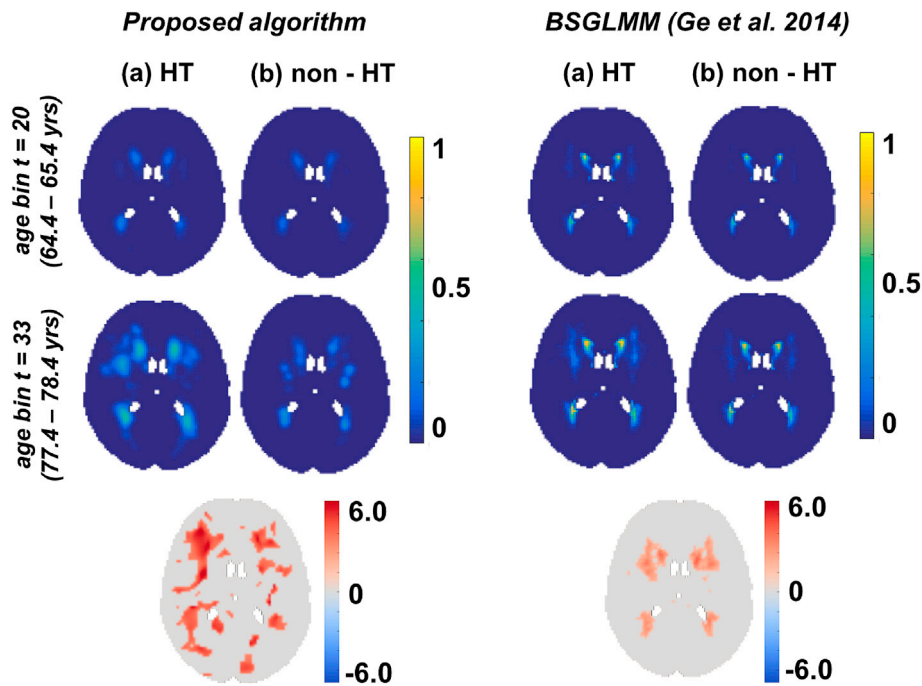 Proposed algorithm
BSGLMM (Ge et al. 2014)
(a) HT
(b) non - HT
(a) HT
(b) non - HT
age bin t = 20
(64.4 – 65.4 yrs)
1
0.5
0
1
0.5
0
age bin t = 33
(77.4 – 78.4 yrs)
6.0
0
-6.0
6.0
0
-6.0